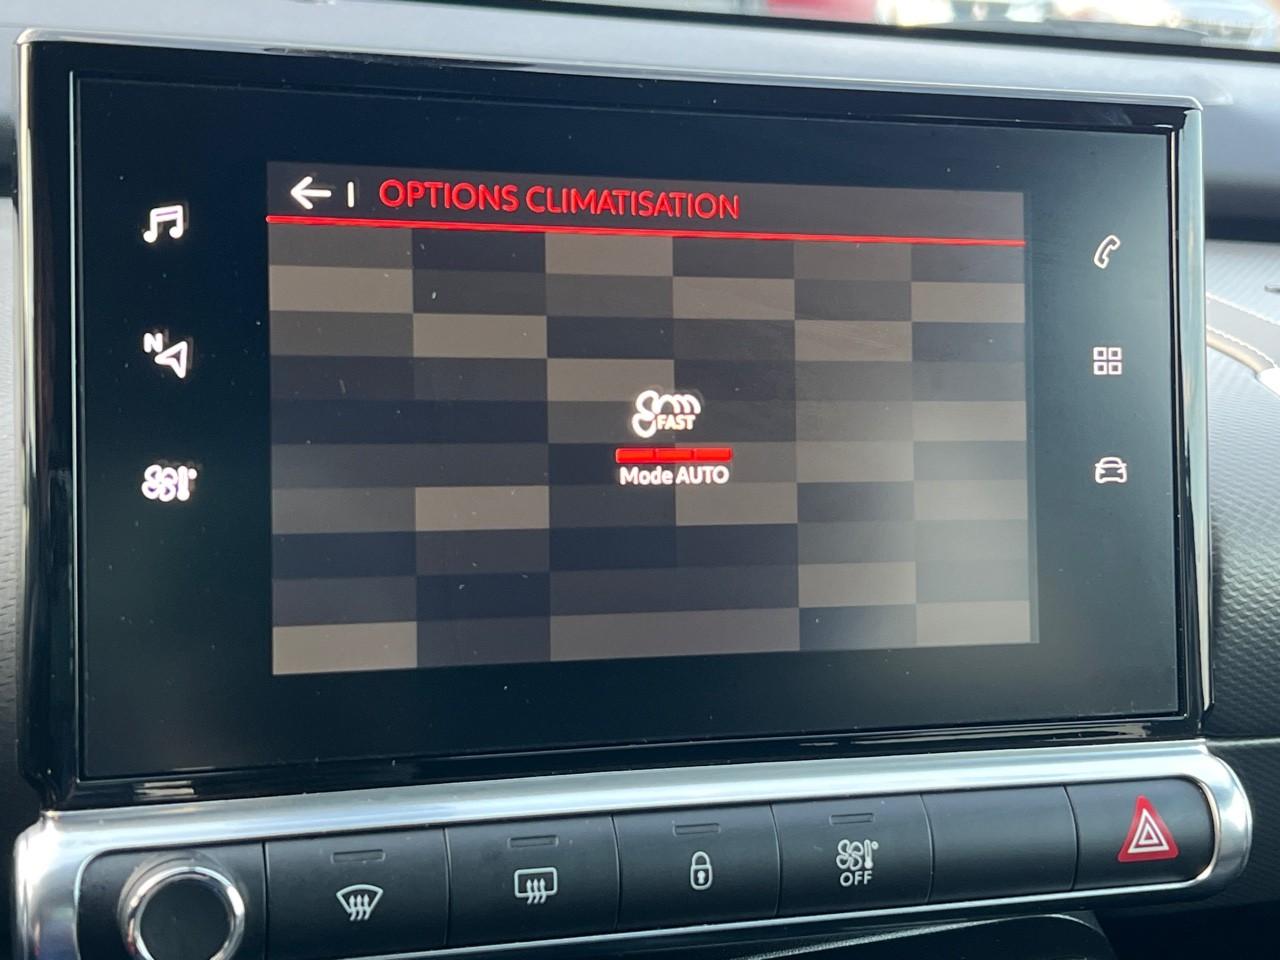 OPTIONS CLIMATISATION
N
FAST
Mode AUTO
OFF